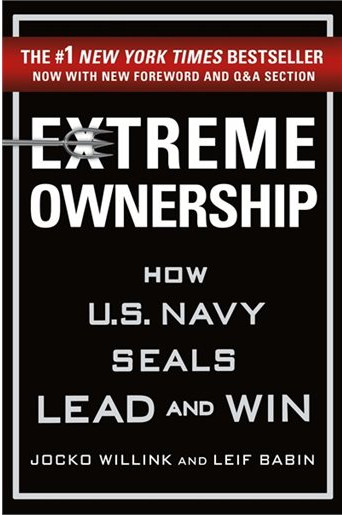 THE #1 NEW YORK TIMES BESTSELLER
NOW WITH NEW FOREWORD AND Q&A SECTION
EXTREME
OWNERSHIP
HOW
U.S. NAVY
SEALS
LEAD AND WIN
JOCKO WILLINK AND LEIF BABIN